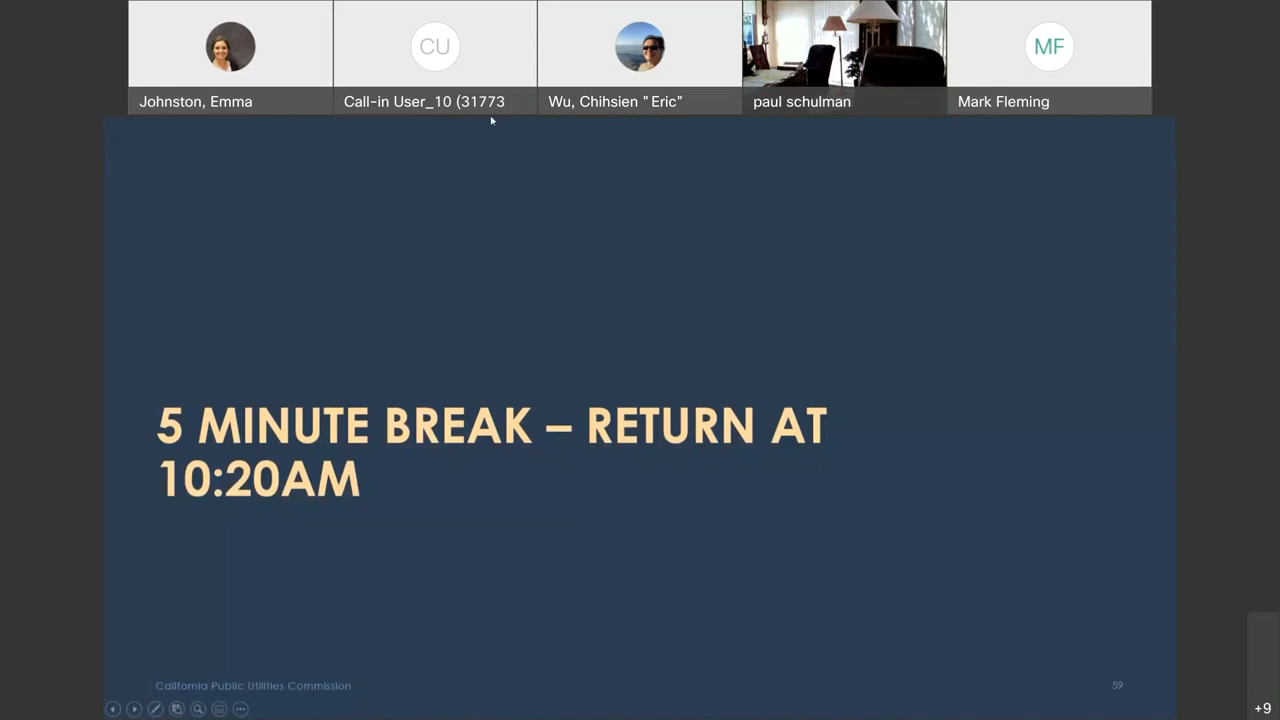 CU
MF
Johnston, Emma
Call-in User_10 (31773
Wu, Chihsien "Eric"
paul schulman
Mark Fleming
5 MINUTE BREAK – RETURN AT
10:20AM
California Public Utilities Commission
59
+9